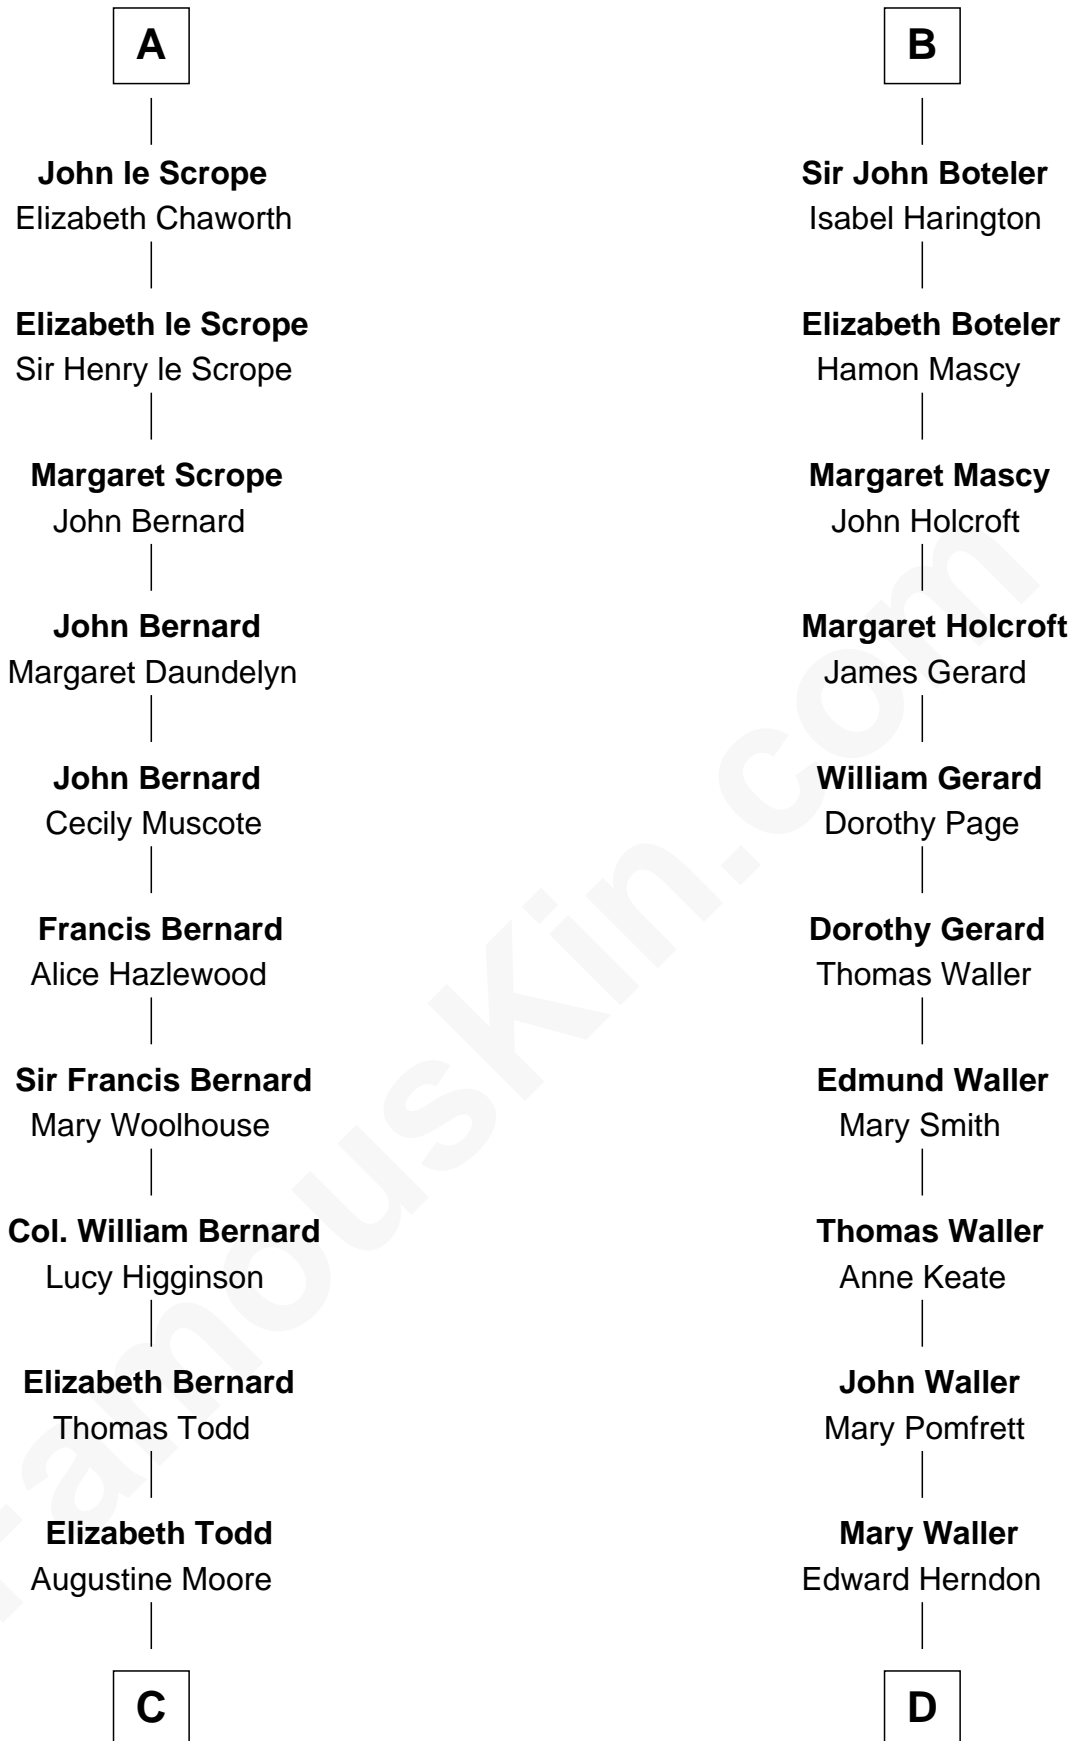 A
John le Scrope
Elizabeth Chaworth
Elizabeth le Scrope
Sir Henry le Scrope
Margaret Scrope
John Bernard
John Bernard
Margaret Daundelyn
John Bernard
Cecily Muscote
Francis Bernard
Alice Hazlewood
Sir Francis Bernard
Mary Woolhouse
Col. William Bernard
Lucy Higginson
Elizabeth Bernard
Thomas Todd
Elizabeth Todd
Augustine Moore
C
B
Sir John Boteler
Isabel Harington
Elizabeth Boteler
Hamon Mascy
Margaret Mascy
John Holcroft
Margaret Holcroft
James Gerard
William Gerard
Dorothy Page
Dorothy Gerard
Thomas Waller
Edmund Waller
Mary Smith
Thomas Waller
Anne Keate
John Waller
Mary Pomfrett
Mary Waller
Edward Herndon
D
FamousKin.com